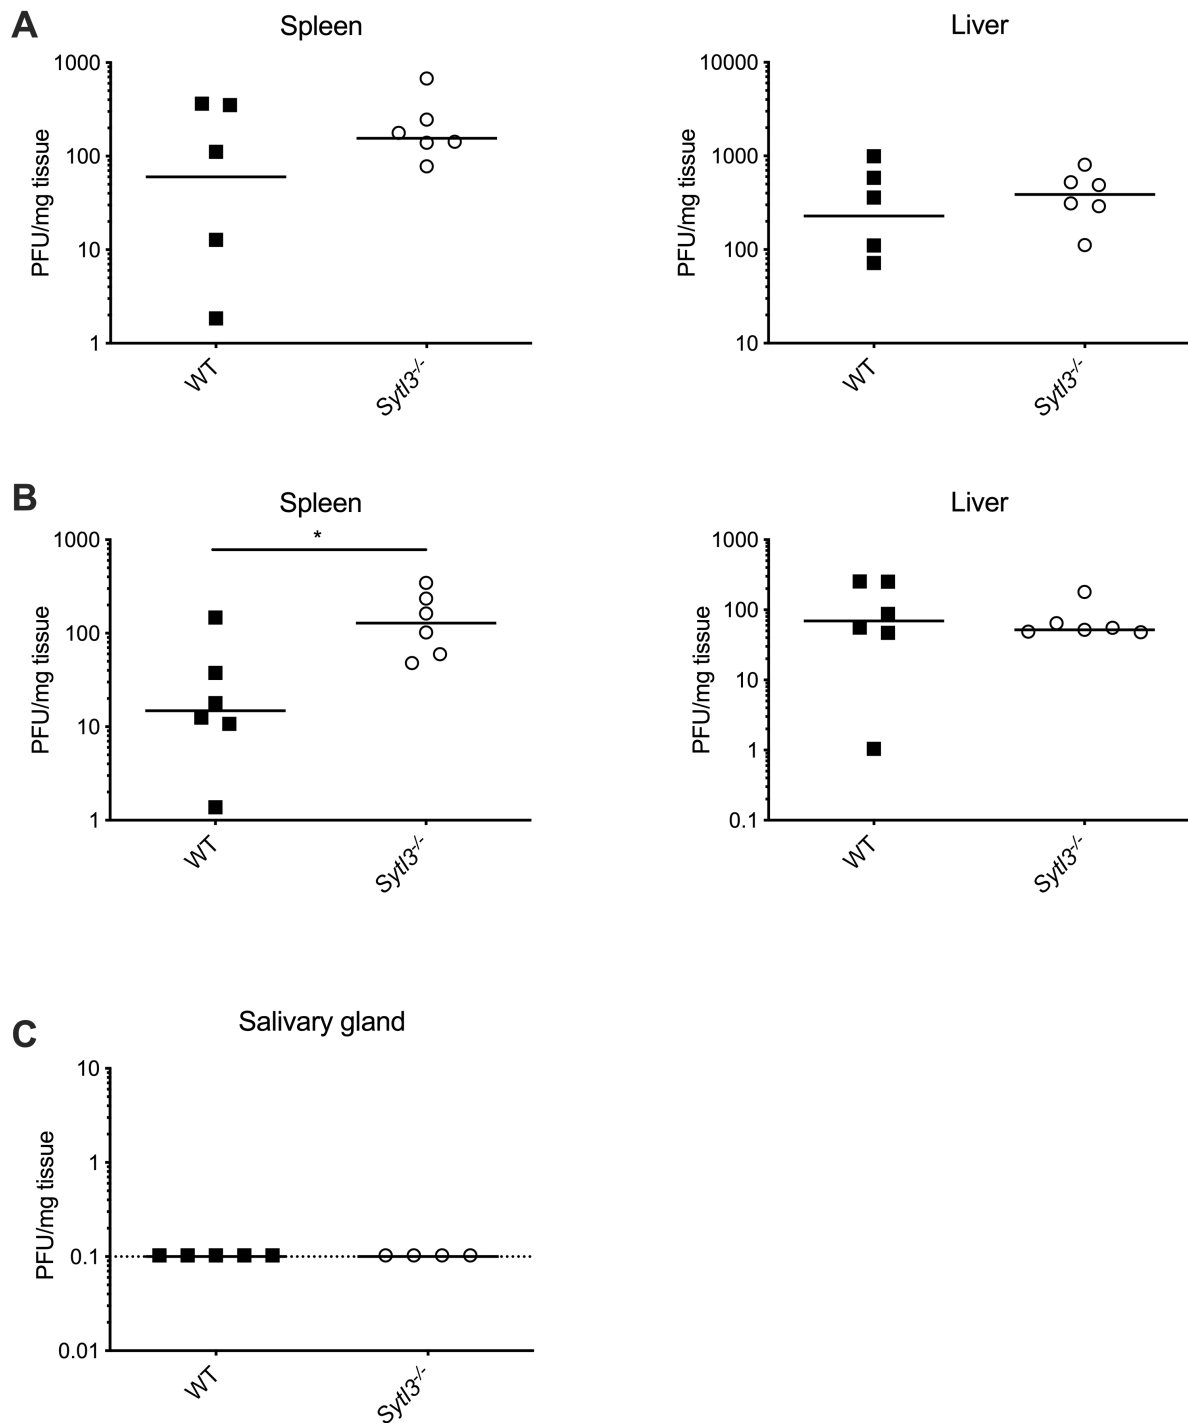 A
Spleen
Liver
1000
100
10
1
PFU/mg tissue
WT
Sytl3-/-
10000
1000
100
10
PFU/mg tissue
WT
Sytl3-/-
B
Spleen
Liver
*
1000
100
10
1
PFU/mg tissue
WT
Sytl3-/-
1000
100
10
1
0.1
PFU/mg tissue
WT
Sytl3-/-
C
Salivary gland
10
1
0.1
0.01
PFU/mg tissue
WT
Sytl3-/-